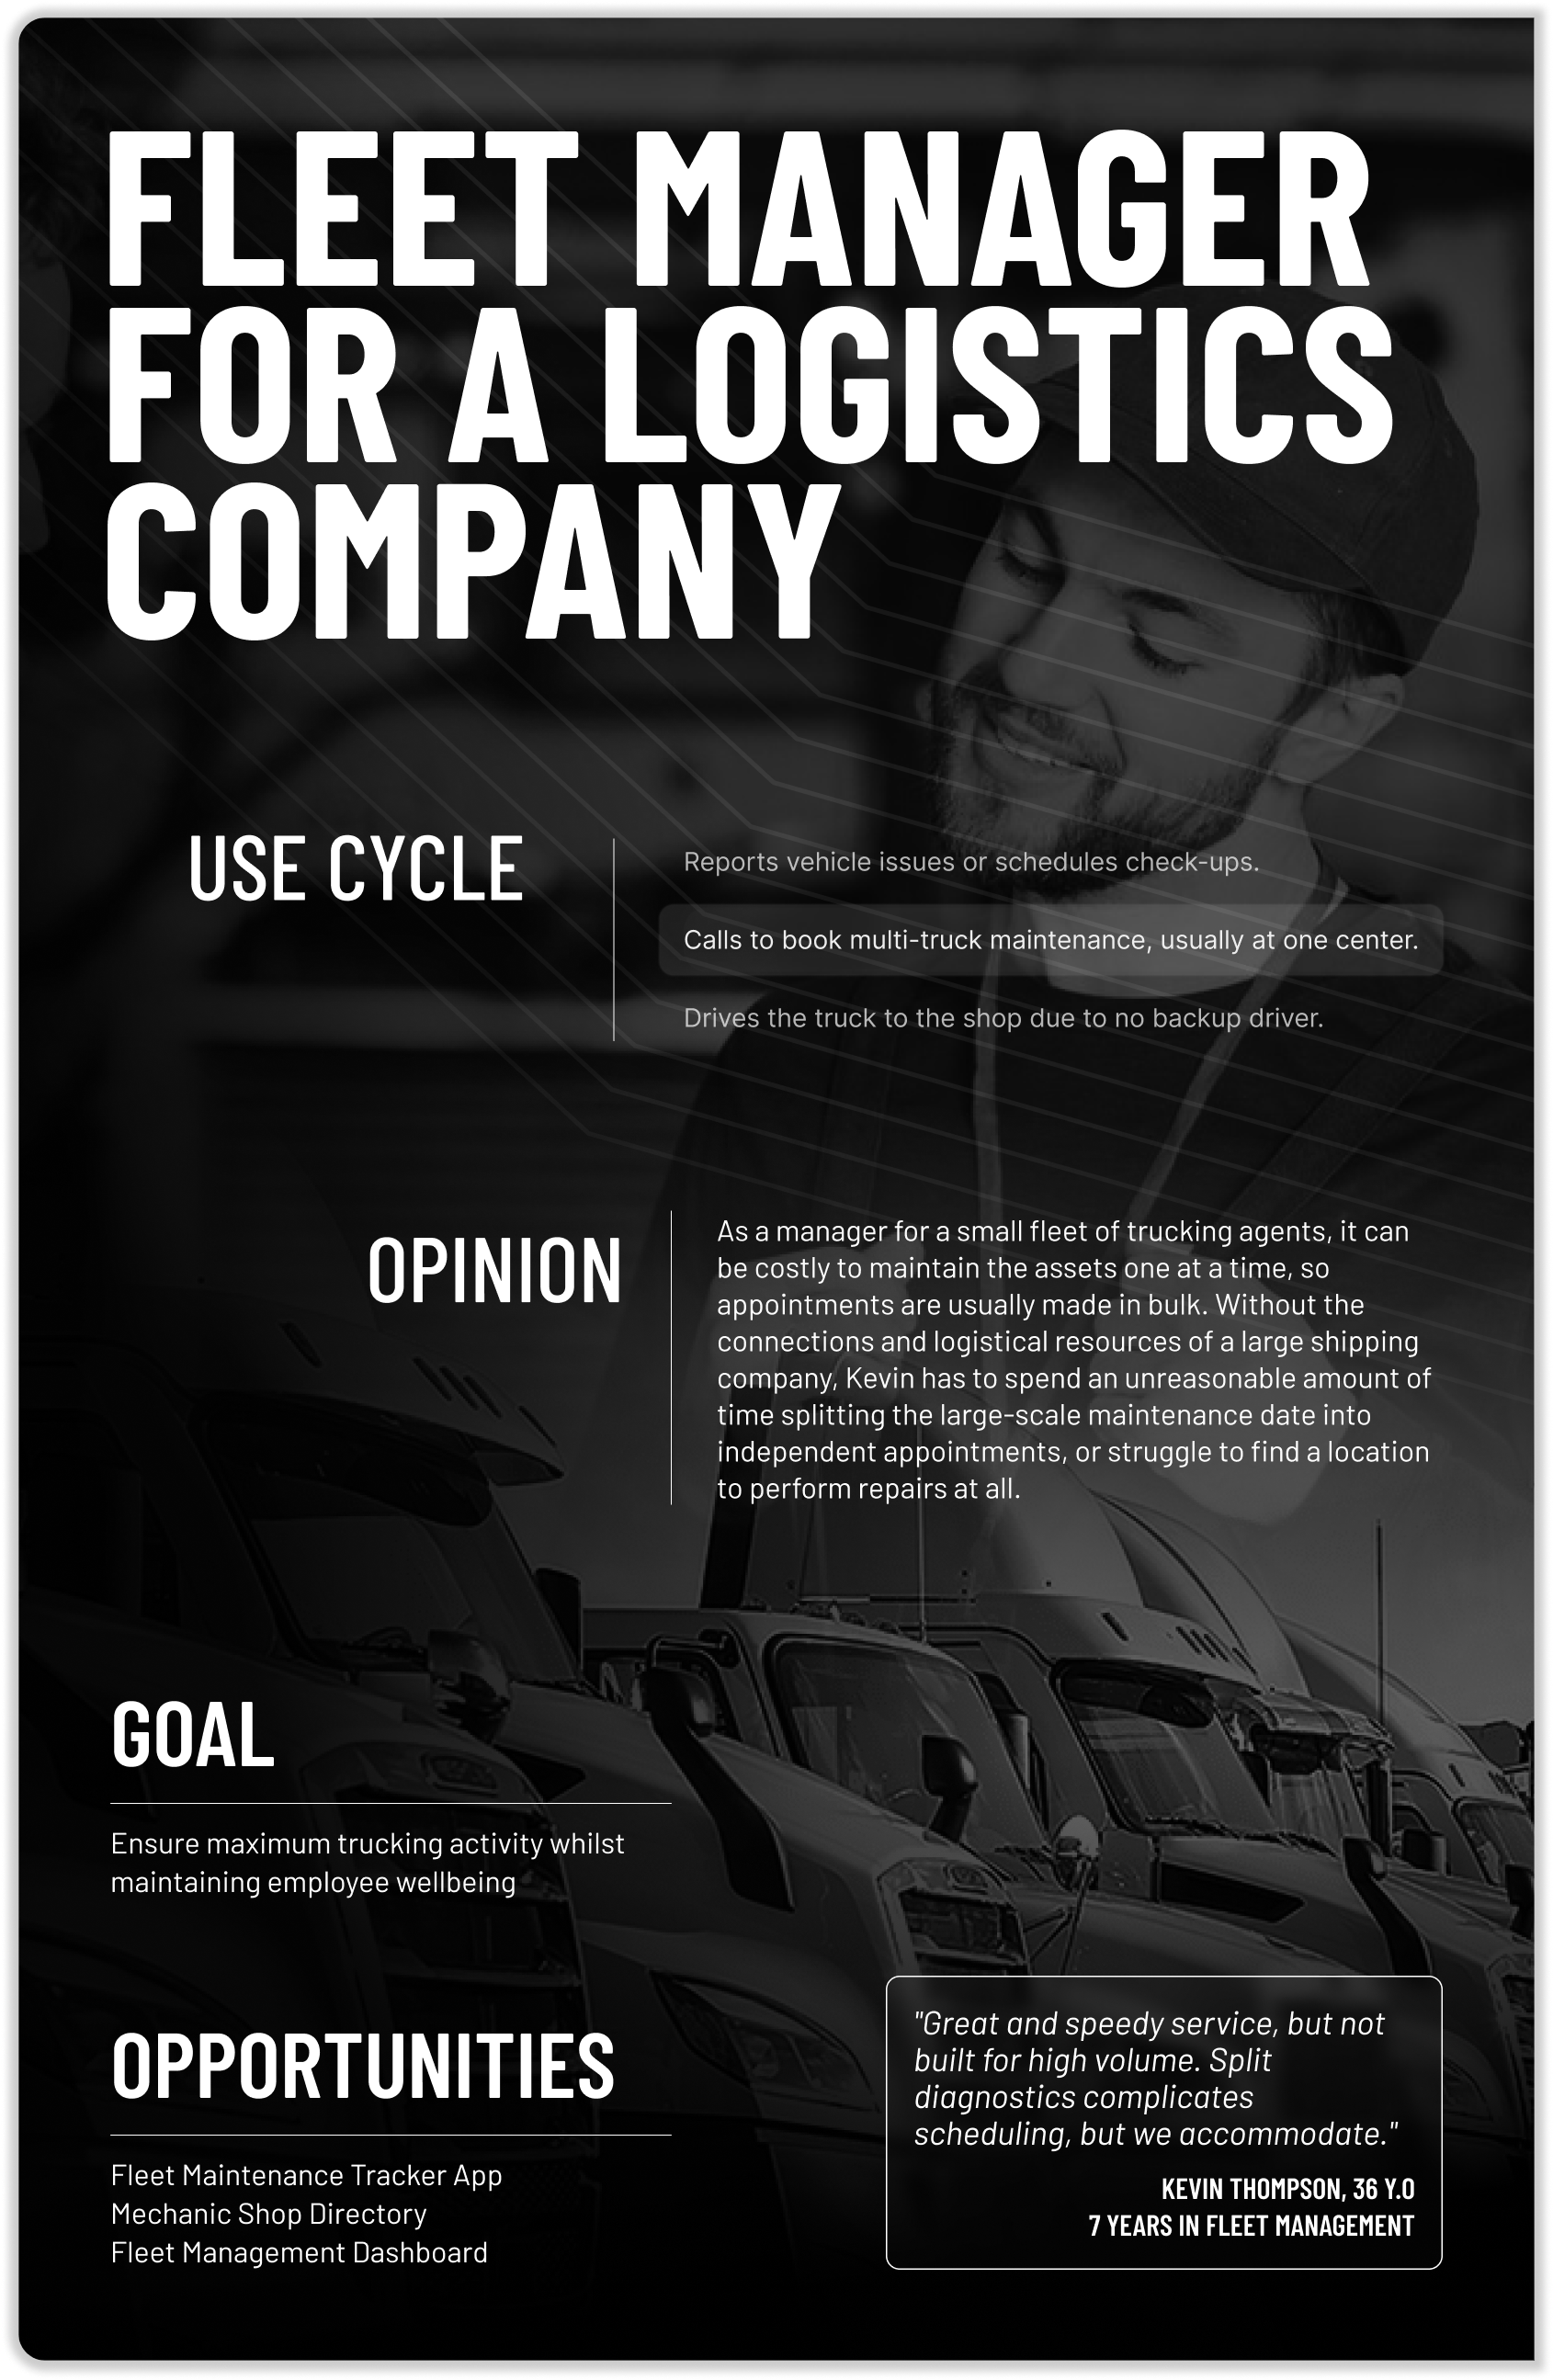 FLEET MANAGER
FOR A LOGISTICS
COMPANY
USE CYCLE
Reports vehicle issues or schedules check-ups.
Calls to book multi-truck maintenance, usually at one center.
Drives the truck to the shop due to no backup driver.
OPINION
As a manager for a small fleet of trucking agents, it can
be costly to maintain the assets one at a time, so
appointments are usually made in bulk. Without the
connections and logistical resources of a large shipping
company, Kevin has to spend an unreasonable amount of
time splitting the large-scale maintenance date into
independent appointments, or struggle to find a location
to perform repairs at all.
GOAL
Ensure maximum trucking activity whilst
maintaining employee wellbeing
OPPORTUNITIES
Fleet Maintenance Tracker App
Mechanic Shop Directory
Fleet Management Dashboard
"Great and speedy service, but not
built for high volume. Split
diagnostics complicates
scheduling, but we accommodate."
KEVIN THOMPSON, 36 Y.O
7 YEARS IN FLEET MANAGEMENT